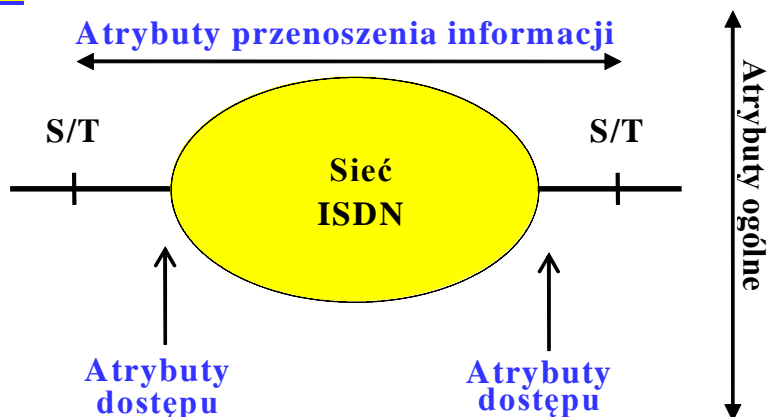 Atrybuty przenoszenia informacji
S/T
S/T
Sieć
ISDN
Atrybuty ogólne
Atrybuty
dostępu
Atrybuty
dostępu